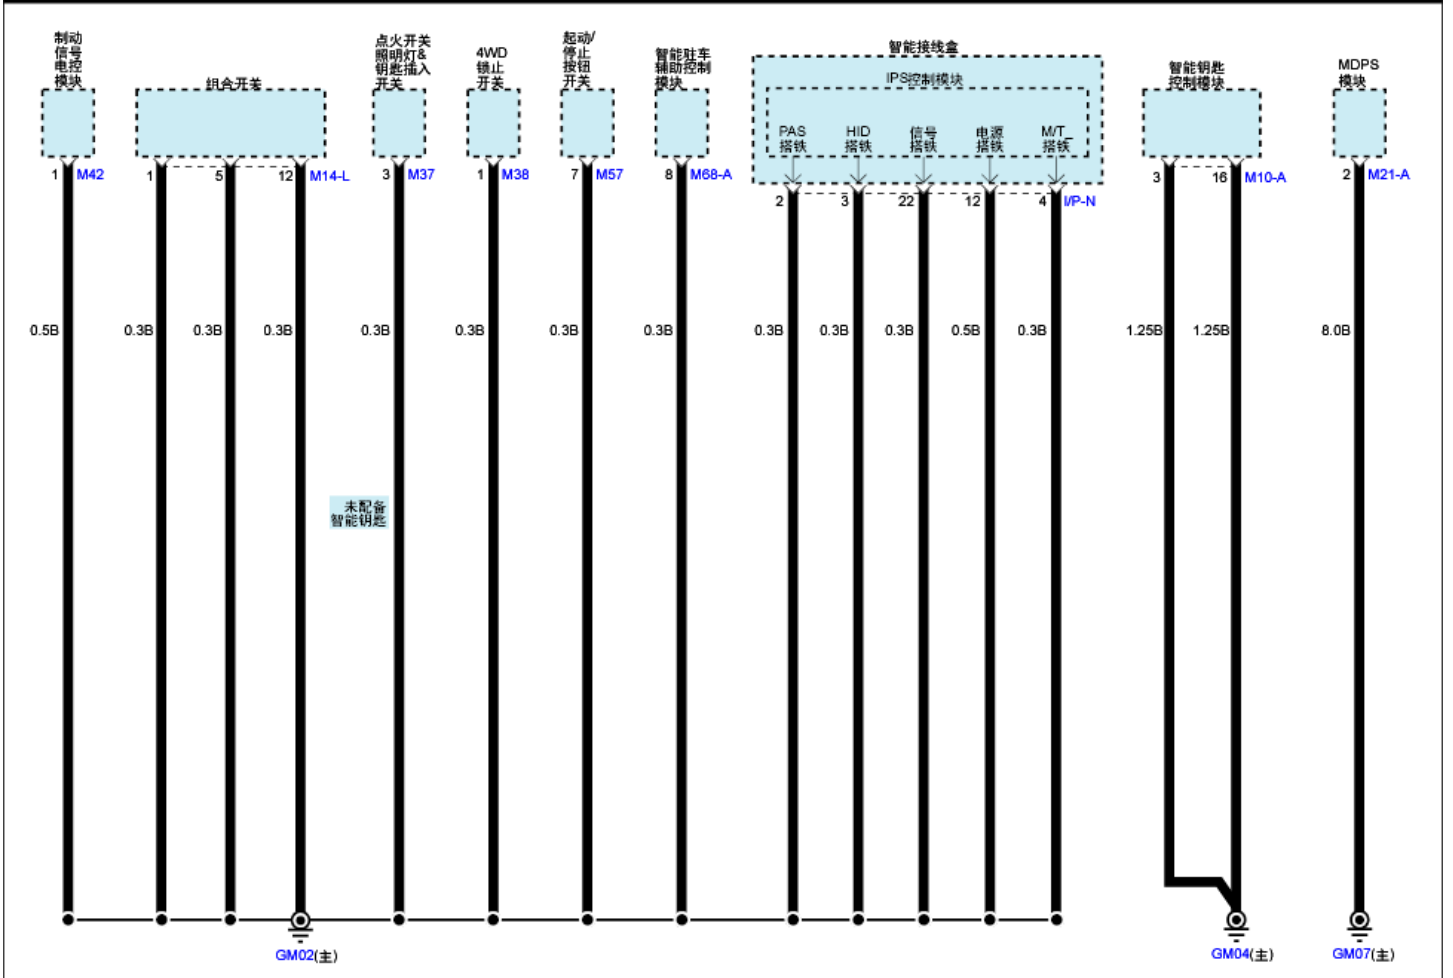 制动
信号
电控
模块
组合开关
点火开关
照明灯&
钥匙插入
开关
4WD
锁止
开关
起动/
停止
按钮
开关
智能驻车
辅助控制
模块
智能接线盒
IPS控制模块
PAS
搭铁
HID
搭铁
信号
搭铁
电源
搭铁
M/T_
搭铁
智能钥匙
控制模块
MDPS
模块
1 M42
1
5
12 M14-L
3 M37
1 M38
7 M57
8 M68-A
2
3
22
12
4 I/P-N
3
16 M10-A
2 M21-A
0.5B
0.3B
0.3B
0.3B
0.3B
0.3B
0.3B
0.3B
0.3B
0.3B
0.3B
0.5B
0.3B
1.25B
1.25B
8.0B
未配备
智能钥匙
GM02(主)
GM04(主)
GM07(主)